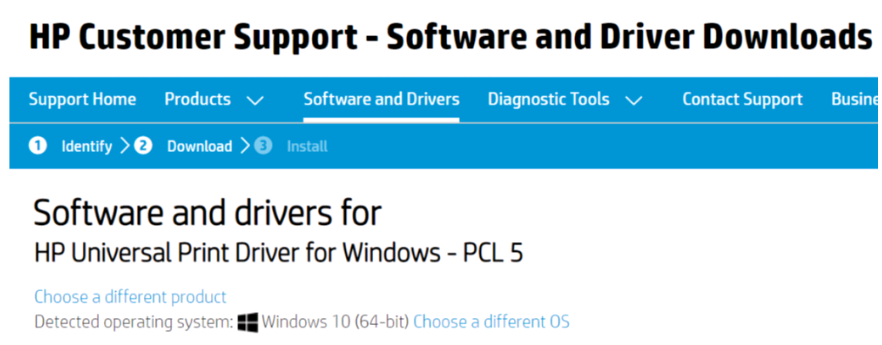 HP Customer Support - Software and Driver Downloads
Support Home Products Software and Drivers Diagnostic Tools Contact Support Busine
1 Identify 2 Download 3 Install
Software and drivers for
HP Universal Print Driver for Windows - PCL 5
Choose a different product
Detected operating system: Windows 10 (64-bit) Choose a different OS